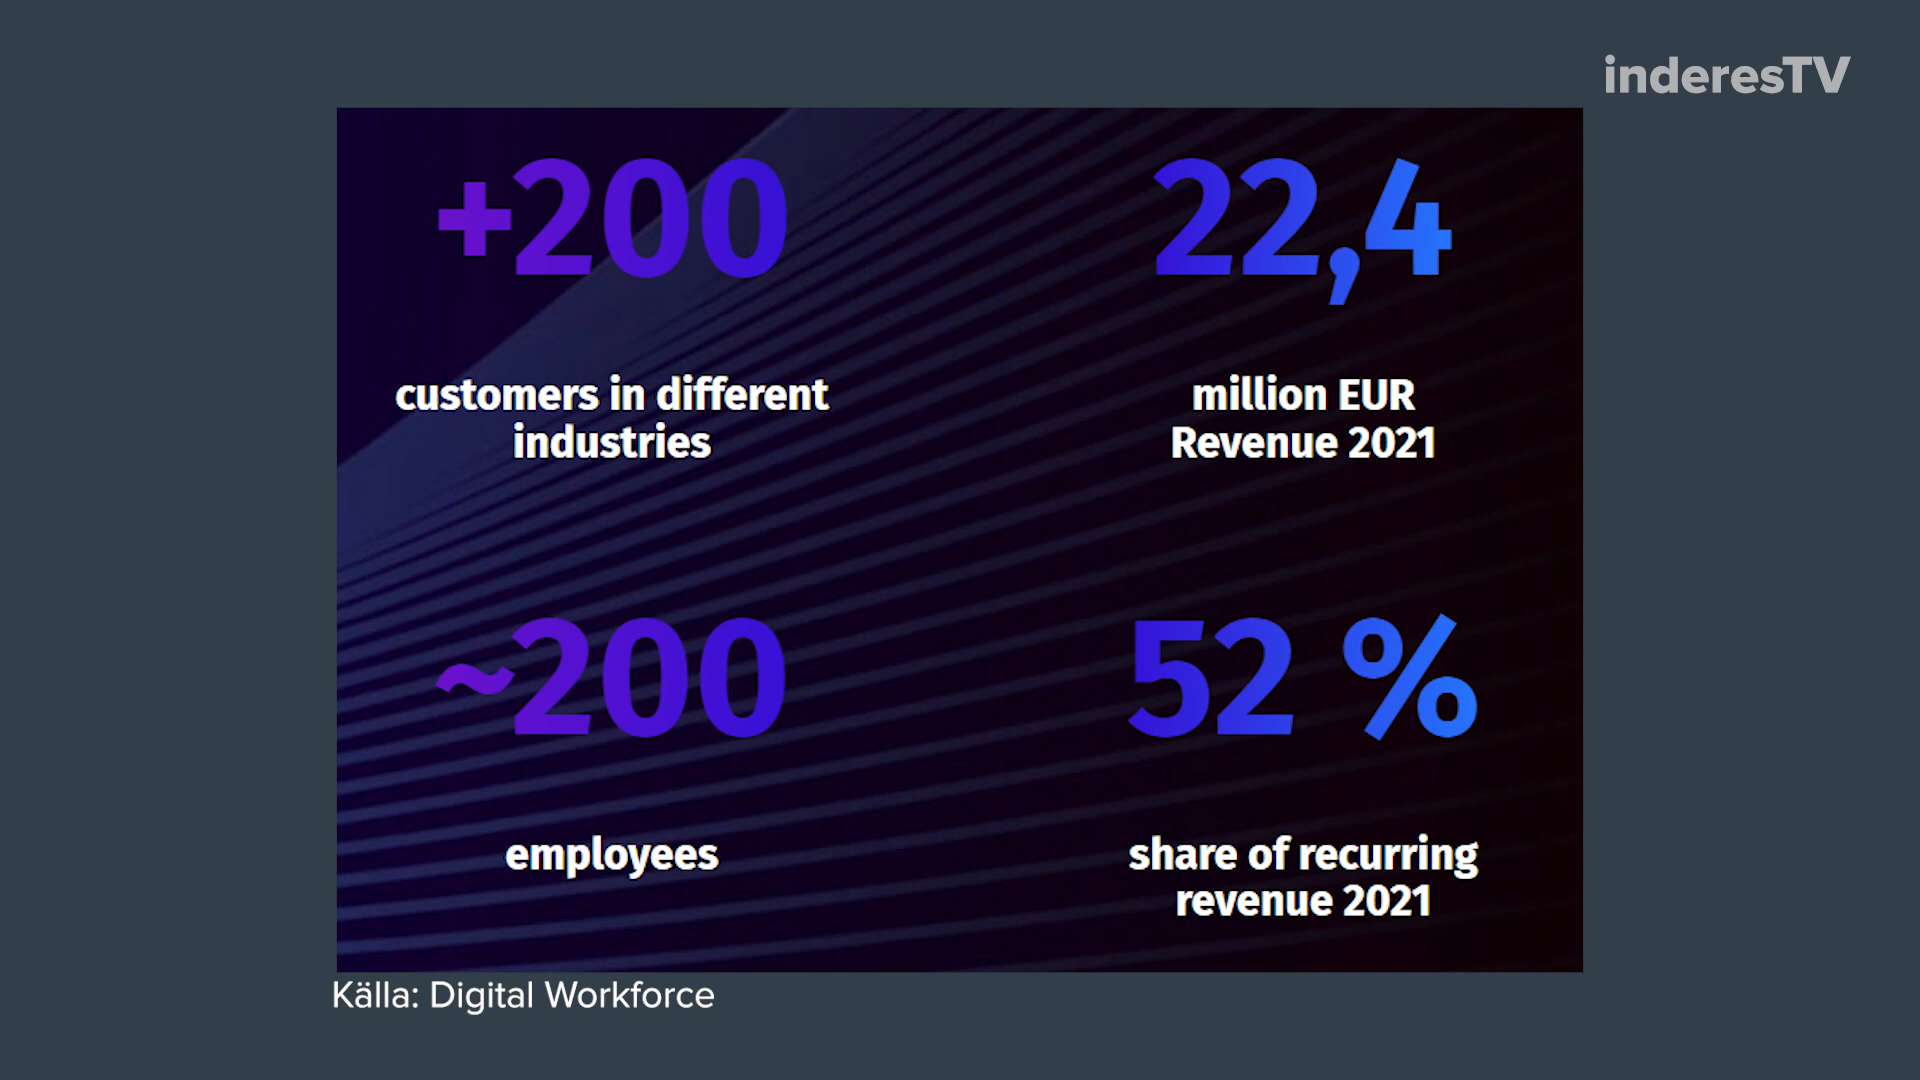 inderesTV
+200
customers in different
industries
22,4
million EUR
Revenue 2021
~200
employees
52 %
share of recurring
revenue 2021
Källa: Digital Workforce